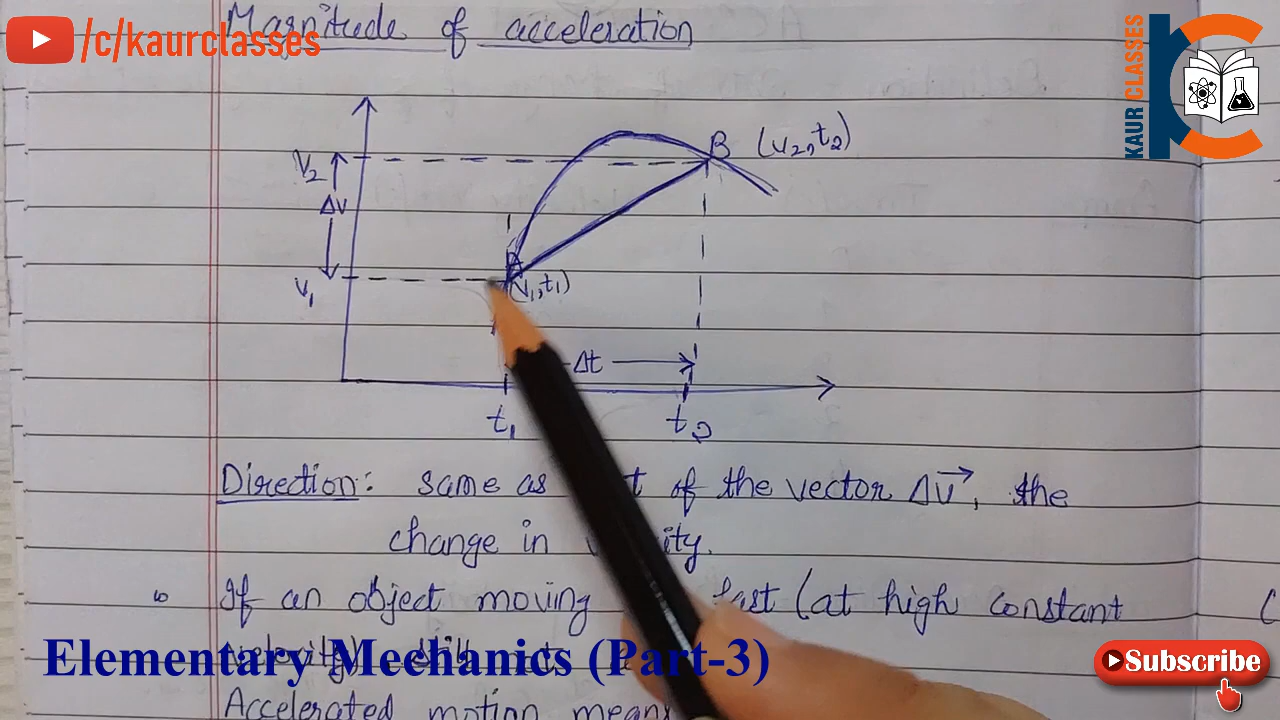 Magnitude of acceleration
/c/kaurclasses
KAUR CLASSES
B (v2, t2)
V2
Δv
A
v1
(v1, t1)
Δt
t1 t2
Direction: same as of the vector Δv⃗, the
change in
If an object moving fast (at high constant
Elementary Mechanics (Part-3)
Subscribe
Accelerated motion means